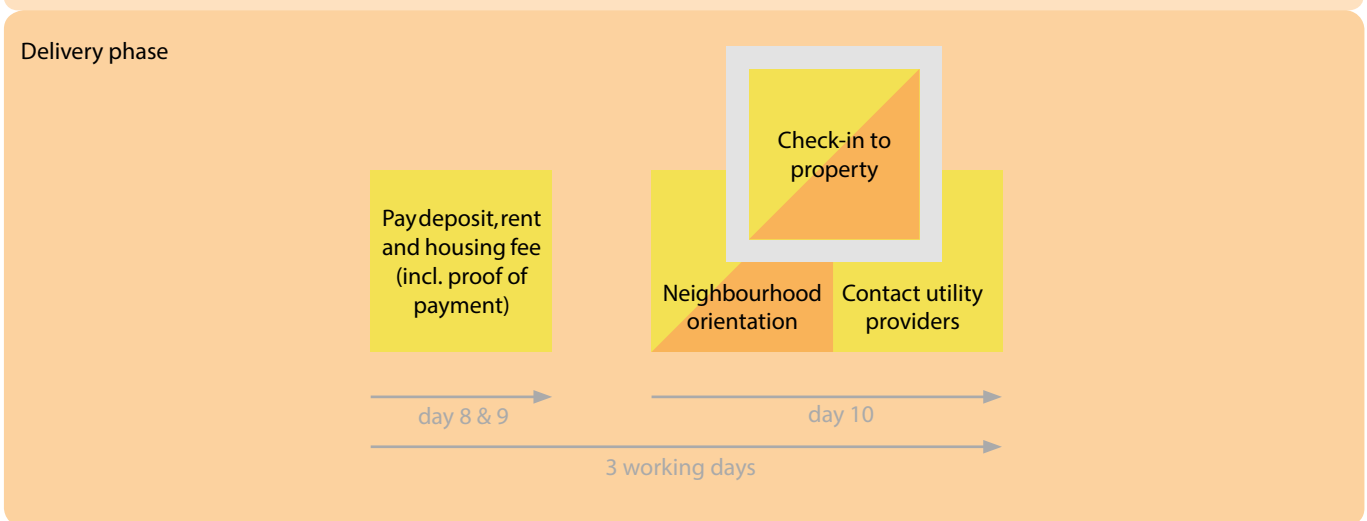 Delivery phase
Check-in to
property
Pay deposit, rent
and housing fee
(incl. proof of
payment)
Neighbourhood
orientation
Contact utility
providers
day 8 & 9
day 10
3 working days